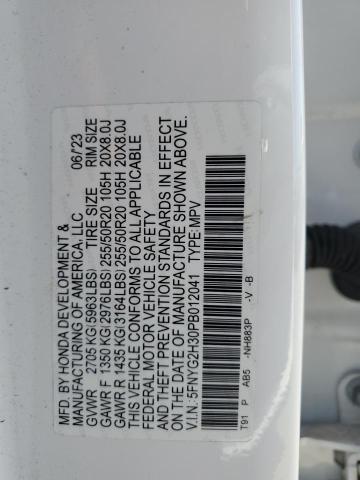 MFD. BY HONDA DEVELOPMENT &
MANUFACTURING OF AMERICA, LLC 06/23
GVWR 2705 KG(5963LBS) TIRE SIZE RIM SIZE
GAWR F 1350 KG(2976LBS) 255/50R20 105H 20X8.0J
GAWR R 1435 KG(3164LBS) 255/50R20 105H 20X8.0J
THIS VEHICLE CONFORMS TO ALL APPLICABLE
FEDERAL MOTOR VEHICLE SAFETY
AND THEFT PREVENTION STANDARDS IN EFFECT
ON THE DATE OF MANUFACTURE SHOWN ABOVE.
V.I.N.: 5FNYG2H30PB012041 TYPE: MPV
T91 P AB5 -NH883P -V -B